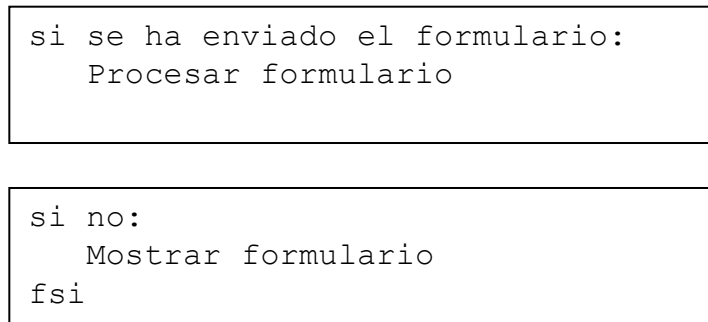 si se ha enviado el formulario:
Procesar formulario
si no:
Mostrar formulario
fsi